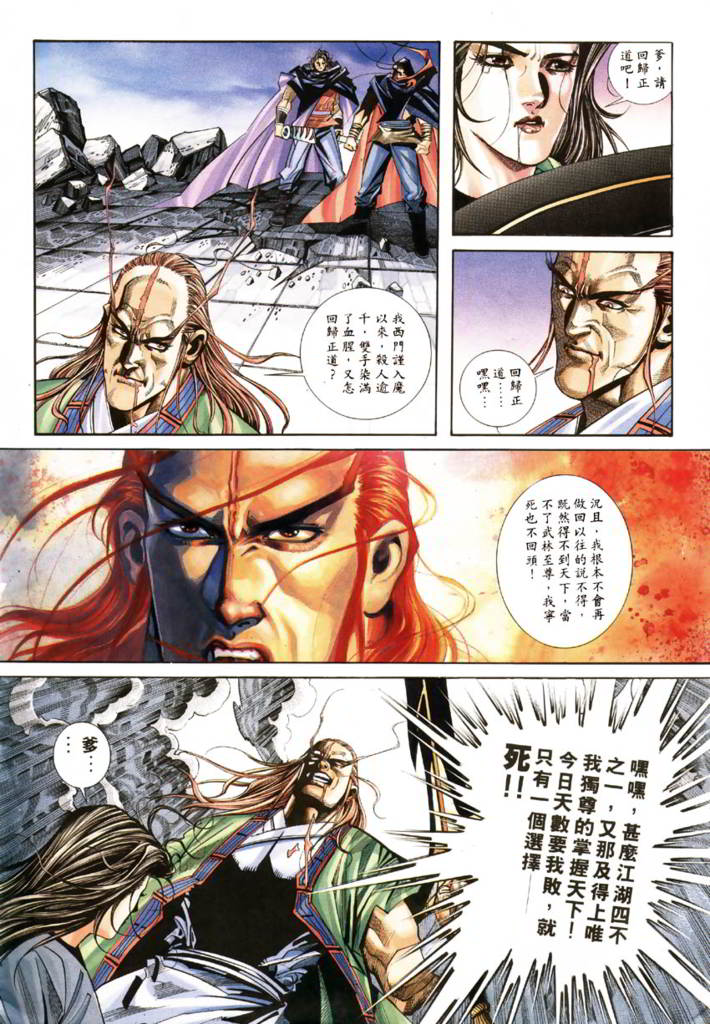 爹，請
回歸正
道吧！
我西門謹入魔
以來，殺人逾
千，雙手染滿
了血腥，又怎
回歸正道？
回歸正
道……
嘿嘿…
況且，我根本不會再
做回以往的說不得，
既然得不到天下，當
不了武林至尊，我寧
死也不回頭！
爹…
…
嘿嘿，甚麼江湖四不
之一，又那及得上唯
我獨尊的掌握天下！
今日天數要我敗，就
只有一個選擇
死！！